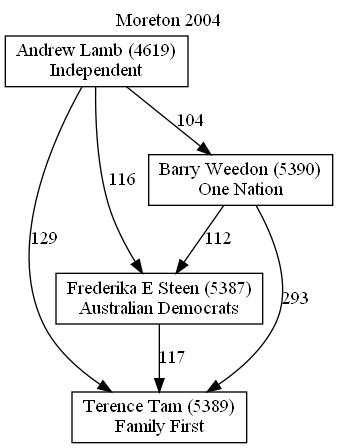 Moreton 2004
Andrew Lamb (4619)
Independent
104
Barry Weedon (5390)
One Nation
116
129
112
293
Frederika E Steen (5387)
Australian Democrats
117
Terence Tam (5389)
Family First